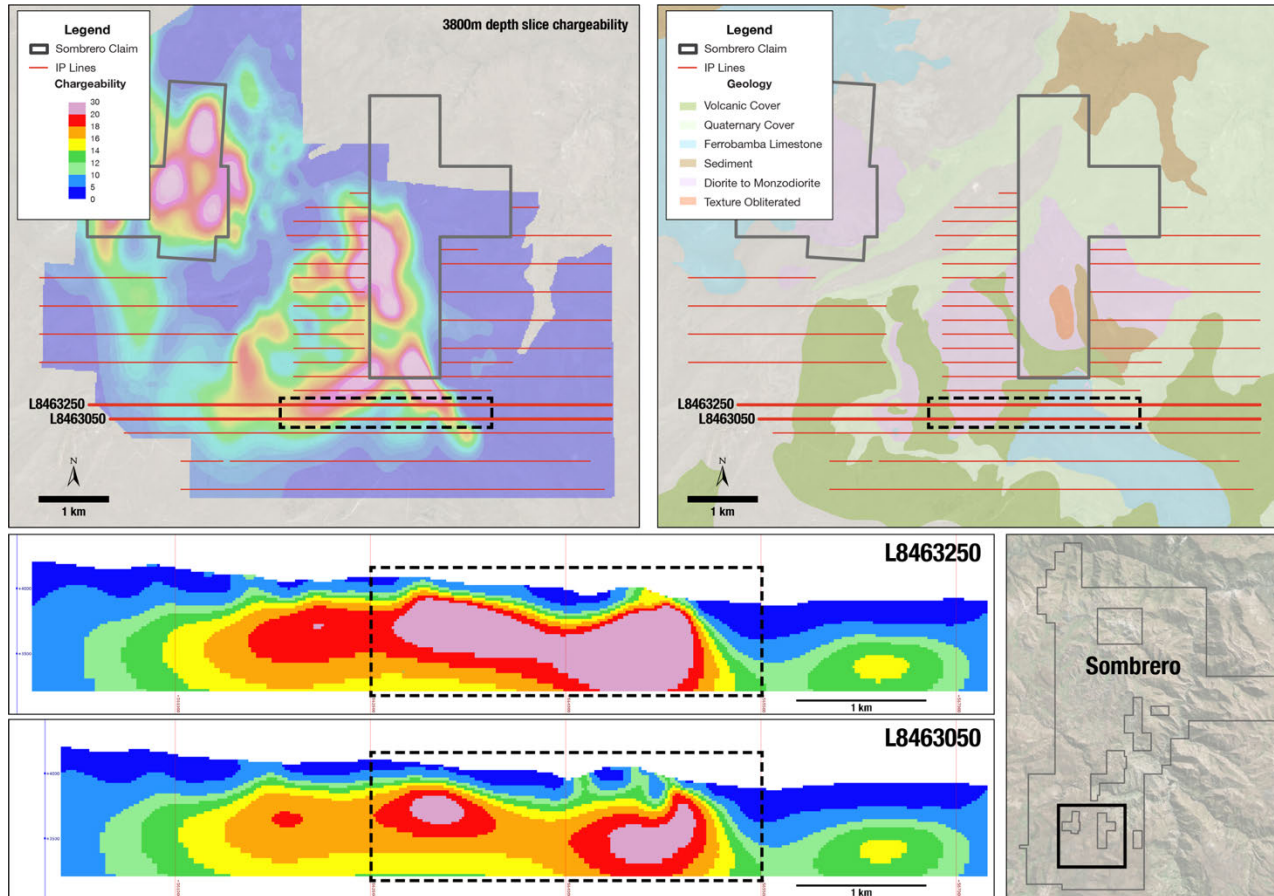 3800m depth slice chargeability
Legend
Sombrero Claim
IP Lines
Chargeability
30
20
18
16
14
12
10
5
0
L8463250
L8463050
N
1 km
Legend
Sombrero Claim
IP Lines
Geology
Volcanic Cover
Quaternary Cover
Ferrobamba Limestone
Sediment
Diorite to Monzodiorite
Texture Obliterated
L8463250
L8463050
N
1 km
L8463250
1 km
L8463050
1 km
Sombrero